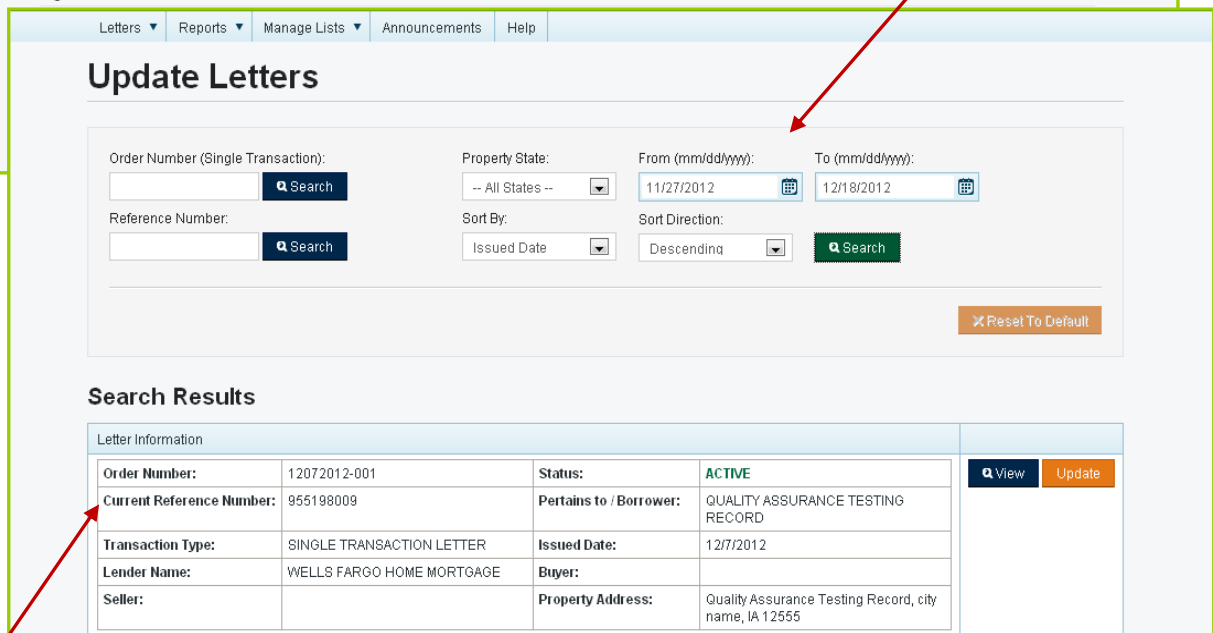 Letters ▼ Reports ▼ Manage Lists ▼ Announcements Help
Update Letters
Order Number (Single Transaction): Property State: From (mm/dd/yyyy): To (mm/dd/yyyy):
Search -- All States -- 11/27/2012 12/18/2012
Reference Number: Sort By: Sort Direction:
Search Issued Date Descending Search
Reset To Default
Search Results
Letter Information
Order Number: 12072012-001 Status: ACTIVE View Update
Current Reference Number: 955198009 Pertains to / Borrower: QUALITY ASSURANCE TESTING
RECORD
Transaction Type: SINGLE TRANSACTION LETTER Issued Date: 12/7/2012
Lender Name: WELLS FARGO HOME MORTGAGE Buyer:
Seller: Property Address: Quality Assurance Testing Record, city
name, IA 12555